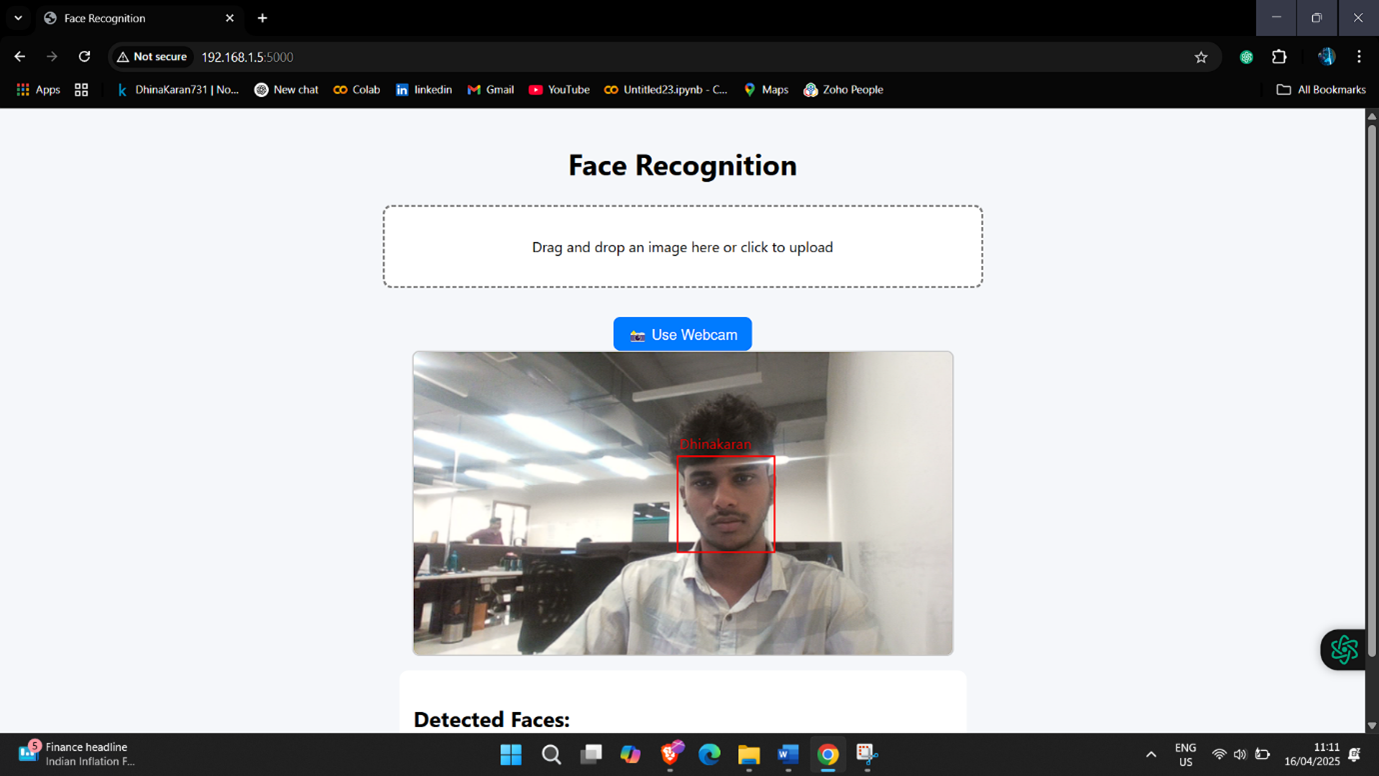 Face Recognition
Not secure 192.168.1.5:5000
Apps DhinaKaran731 | No... New chat Colab linkedin Gmail YouTube Untitled23.ipynb - C... Maps Zoho People All Bookmarks
Face Recognition
Drag and drop an image here or click to upload
Use Webcam
Dhinakaran
Detected Faces:
5 Finance headline
Indian Inflation F...
ENG
US
11:11
16/04/2025